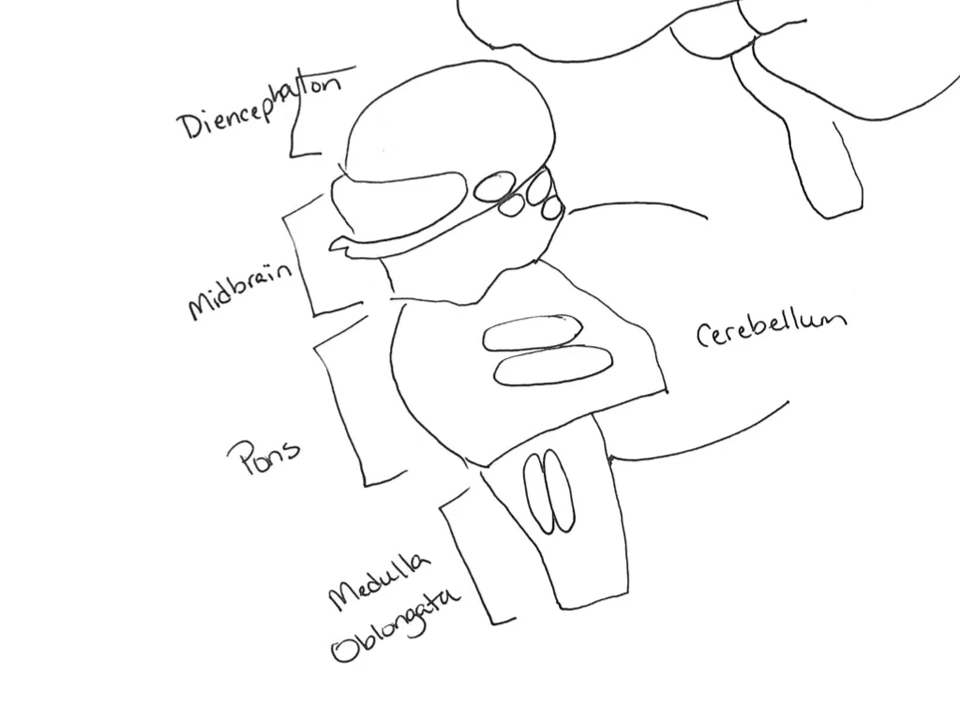 Diencephalon
Midbrain
Cerebellum
Pons
Medulla
Oblongata